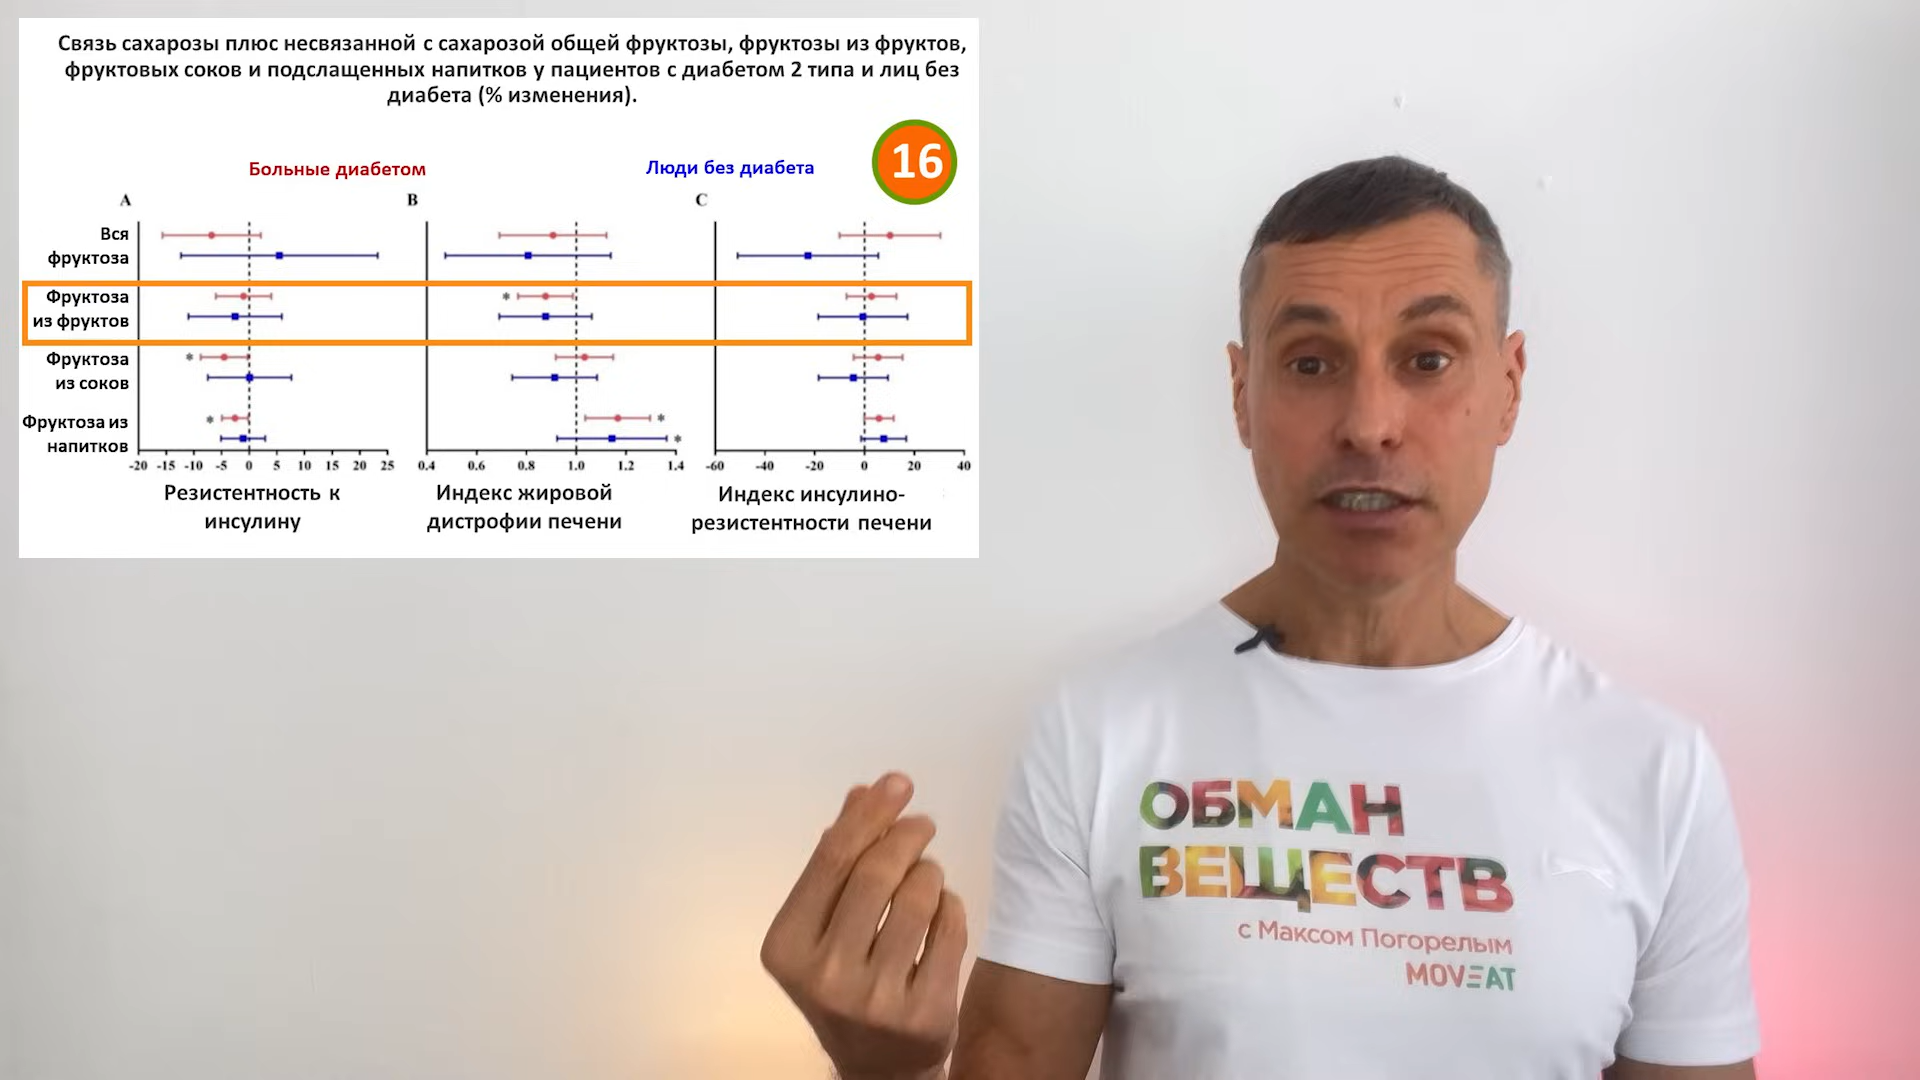 Связь сахарозы плюс несвязанной с сахарозой общей фруктозы, фруктозы из фруктов,
фруктовых соков и подслащенных напитков у пациентов с диабетом 2 типа и лиц без
диабета (% изменения).
16
Больные диабетом
Люди без диабета
A
B
C
Вся
фруктоза
Фруктоза
из фруктов
*
Фруктоза
из соков
*
Фруктоза из
напитков
*
*
*
-20 -15 -10 -5 0 5 10 15 20 25
0.4 0.6 0.8 1.0 1.2 1.4
-60 -40 -20 0 20 40
Резистентность к
инсулину
Индекс жировой
дистрофии печени
Индекс инсулино-
резистентности печени
ОБМАН
ВЕЩЕСТВ
с Максом Погорелым
MOVEAT